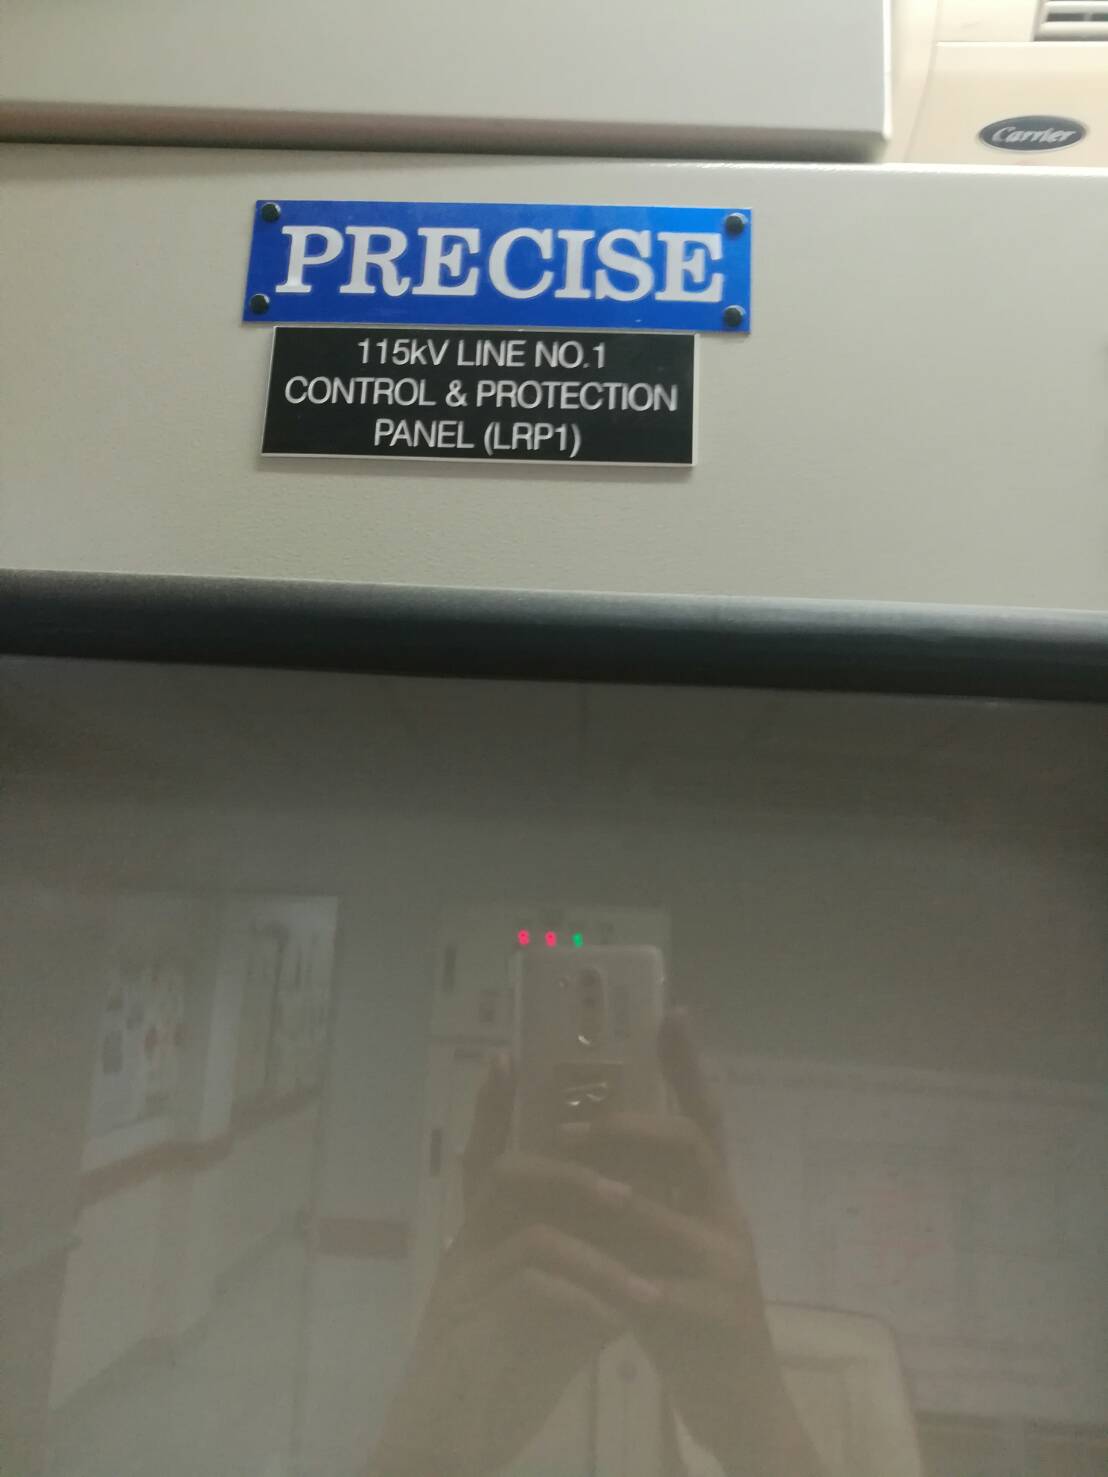 Carrier
PRECISE
115kV LINE NO.1
CONTROL & PROTECTION
PANEL (LRP1)